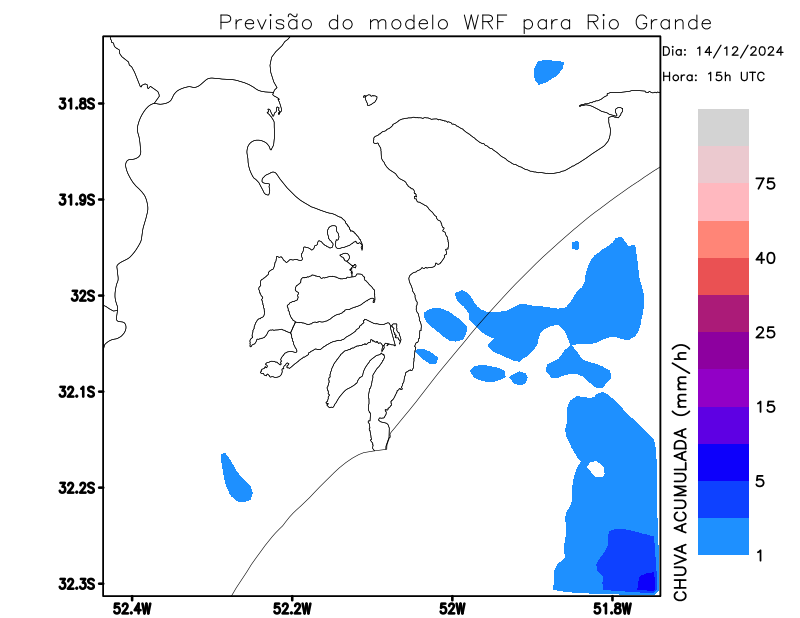 Previsão do modelo WRF para Rio Grande
Dia: 14/12/2024
Hora: 15h UTC
31.8S
31.9S
32S
32.1S
32.2S
32.3S
52.4W
52.2W
52W
51.8W
75
40
25
15
5
1
CHUVA ACUMULADA (mm/h)